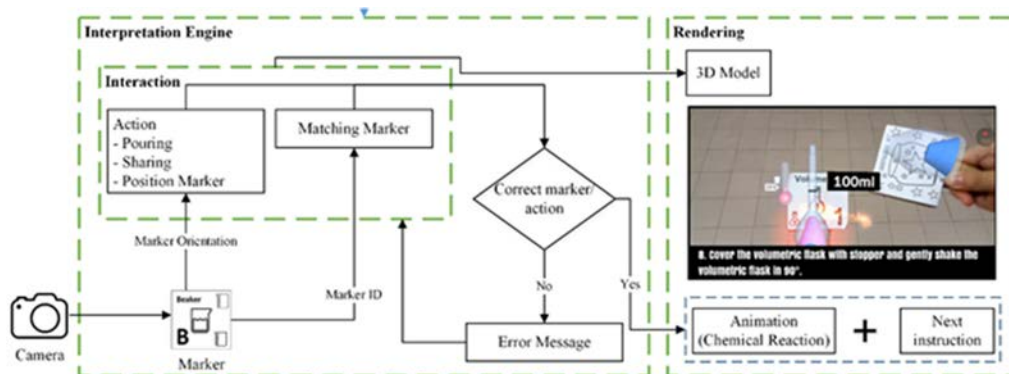 Interpretation Engine
Interaction
Action
- Pouring
- Sharing
- Position Marker
Matching Marker
Correct marker/
action
Marker Orientation
Marker ID
No
Yes
Error Message
Camera
Beaker
B
Marker
Rendering
3D Model
100ml
8. Cover the volumetric flask with stopper and gently shake the
volumetric flask in 90°.
Animation
(Chemical Reaction)
+
Next
instruction